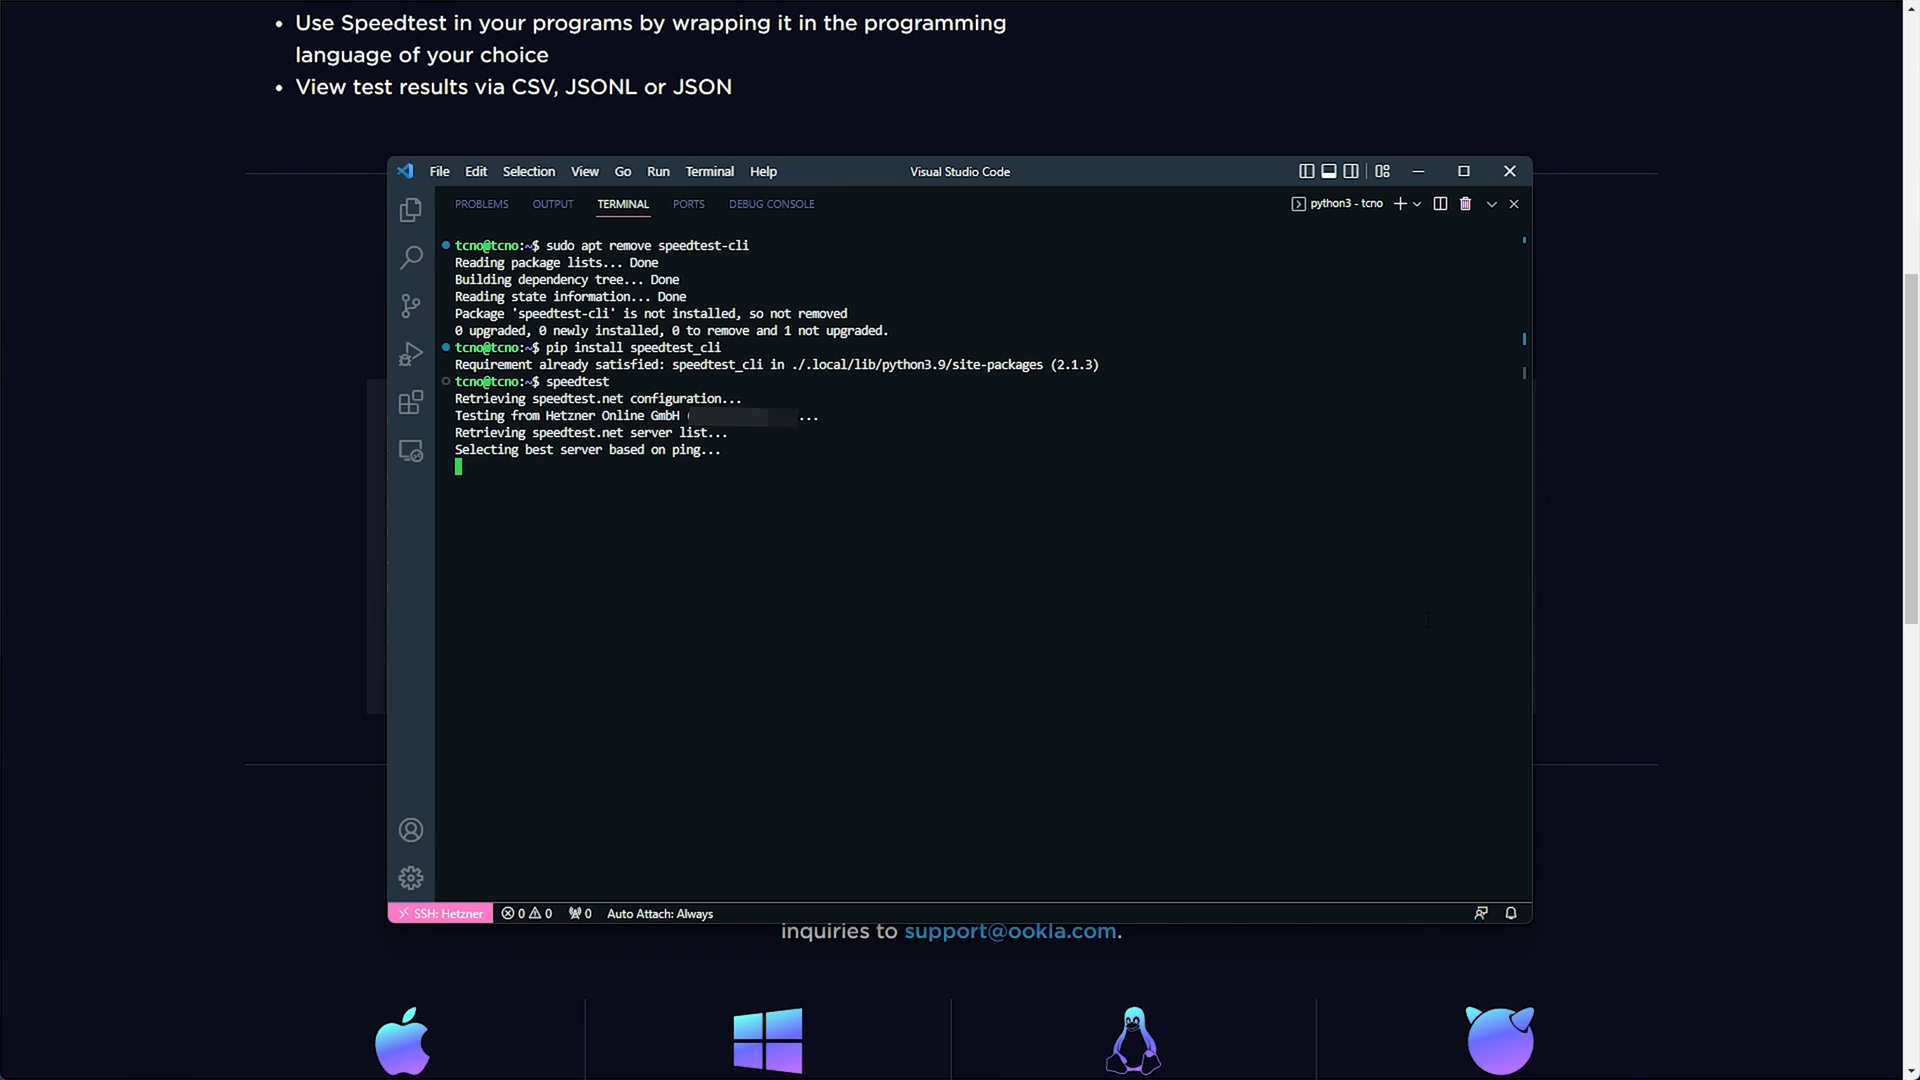 • Use Speedtest in your programs by wrapping it in the programming
language of your choice
• View test results via CSV, JSONL or JSON
File Edit Selection View Go Run Terminal Help
Visual Studio Code
PROBLEMS OUTPUT TERMINAL PORTS DEBUG CONSOLE
python3 - tcno
tcno@tcno:~$ sudo apt remove speedtest-cli
Reading package lists... Done
Building dependency tree... Done
Reading state information... Done
Package 'speedtest-cli' is not installed, so not removed
0 upgraded, 0 newly installed, 0 to remove and 1 not upgraded.
tcno@tcno:~$ pip install speedtest_cli
Requirement already satisfied: speedtest_cli in ./.local/lib/python3.9/site-packages (2.1.3)
tcno@tcno:~$ speedtest
Retrieving speedtest.net configuration...
Testing from Hetzner Online GmbH ( ...
Retrieving speedtest.net server list...
Selecting best server based on ping...
SSH: Hetzner 0 0 0 Auto Attach: Always
inquiries to support@ookla.com.